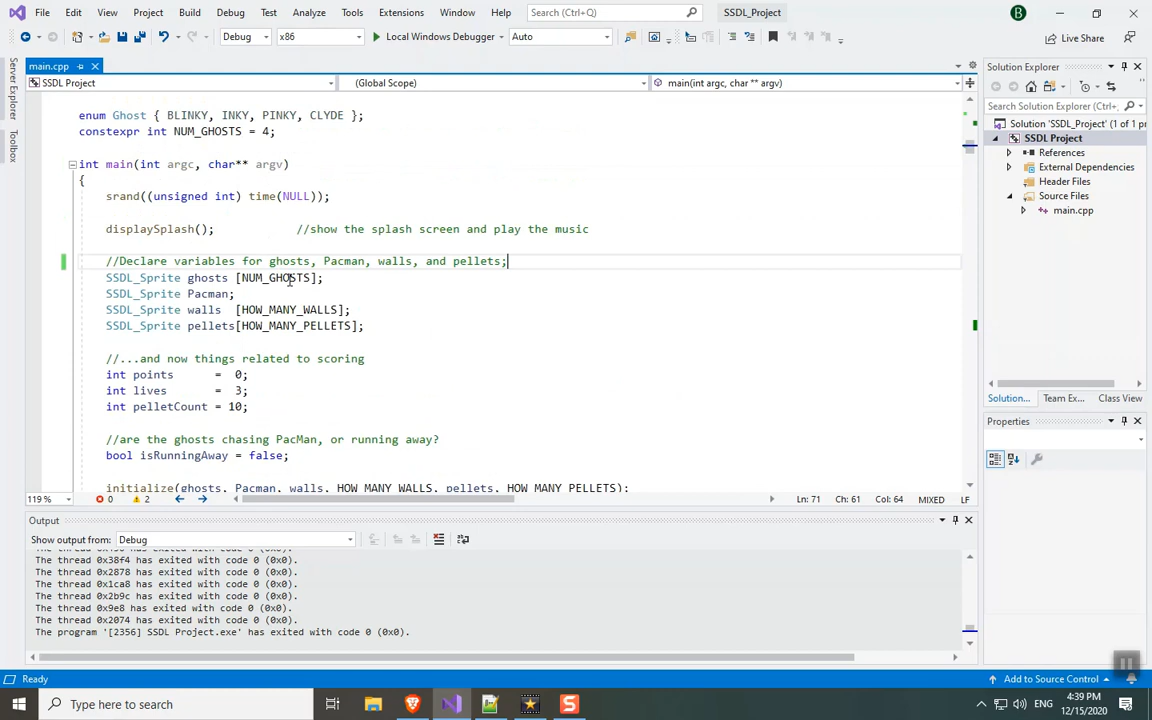 File Edit View Project Build Debug Test Analyze Tools Extensions Window Help Search (Ctrl+Q) SSDL_Project B
Debug x86 Local Windows Debugger Auto Live Share
Server Explorer
Toolbox
main.cpp
SSDL Project (Global Scope) main(int argc, char ** argv)
enum Ghost { BLINKY, INKY, PINKY, CLYDE };
constexpr int NUM_GHOSTS = 4;
int main(int argc, char** argv)
{
srand((unsigned int) time(NULL));
displaySplash(); //show the splash screen and play the music
//Declare variables for ghosts, Pacman, walls, and pellets;
SSDL_Sprite ghosts [NUM_GHOSTS];
SSDL_Sprite Pacman;
SSDL_Sprite walls [HOW_MANY_WALLS];
SSDL_Sprite pellets[HOW_MANY_PELLETS];
//...and now things related to scoring
int points = 0;
int lives = 3;
int pelletCount = 10;
//are the ghosts chasing PacMan, or running away?
bool isRunningAway = false;
initialize(ghosts, Pacman, walls, HOW_MANY_WALLS, pellets, HOW_MANY_PELLETS);
119 % 0 2 Ln: 71 Ch: 61 Col: 64 MIXED LF
Output
Show output from: Debug
The thread 0x38f4 has exited with code 0 (0x0).
The thread 0x2878 has exited with code 0 (0x0).
The thread 0x1ca8 has exited with code 0 (0x0).
The thread 0x2b9c has exited with code 0 (0x0).
The thread 0x9e8 has exited with code 0 (0x0).
The thread 0x2074 has exited with code 0 (0x0).
The program '[2356] SSDL Project.exe' has exited with code 0 (0x0).
Solution Explorer
Search Solution Explorer (Ctrl+
Solution 'SSDL_Project' (1 of 1 p
SSDL Project
References
External Dependencies
Header Files
Source Files
main.cpp
Solution... Team Ex... Class View
Properties
Ready Add to Source Control
Type here to search ENG 4:39 PM
12/15/2020